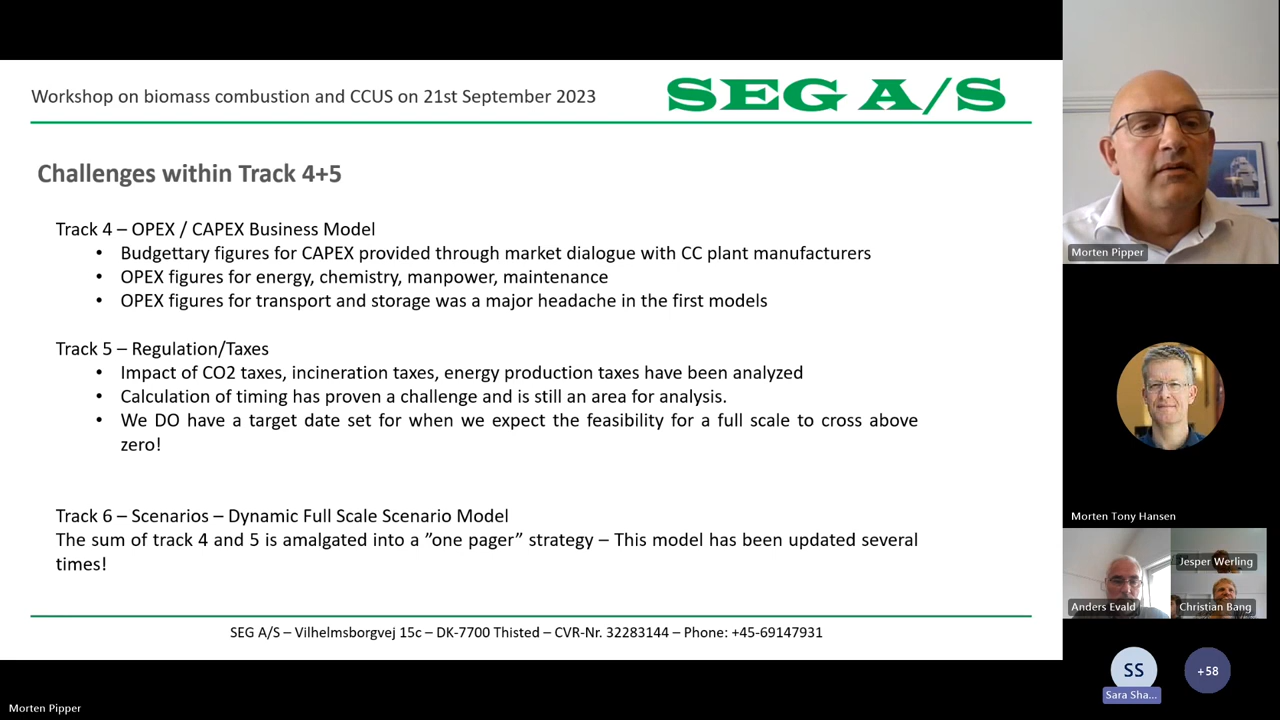 Workshop on biomass combustion and CCUS on 21st September 2023
SEG A/S
Challenges within Track 4+5
Track 4 – OPEX / CAPEX Business Model
• Budgettary figures for CAPEX provided through market dialogue with CC plant manufacturers
• OPEX figures for energy, chemistry, manpower, maintenance
• OPEX figures for transport and storage was a major headache in the first models
Track 5 – Regulation/Taxes
• Impact of CO2 taxes, incineration taxes, energy production taxes have been analyzed
• Calculation of timing has proven a challenge and is still an area for analysis.
• We DO have a target date set for when we expect the feasibility for a full scale to cross above
zero!
Track 6 – Scenarios – Dynamic Full Scale Scenario Model
The sum of track 4 and 5 is amalgated into a ”one pager” strategy – This model has been updated several
times!
SEG A/S – Vilhelmsborgvej 15c – DK-7700 Thisted – CVR-Nr. 32283144 – Phone: +45-69147931
Morten Pipper
Morten Pipper
Morten Tony Hansen
Jesper Werling
Anders Evald
Christian Bang
SS
Sara Sha...
+58